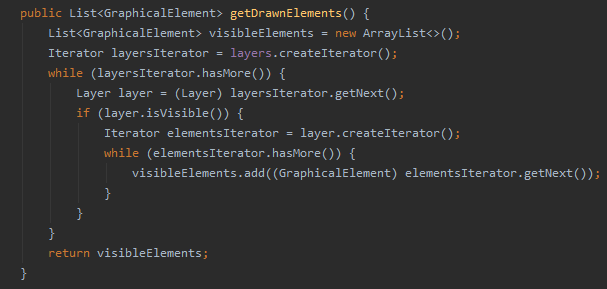 public List<GraphicalElement> getDrawnElements() {
    List<GraphicalElement> visibleElements = new ArrayList<>();
    Iterator layersIterator = layers.createIterator();
    while (layersIterator.hasMore()) {
        Layer layer = (Layer) layersIterator.getNext();
        if (layer.isVisible()) {
            Iterator elementsIterator = layer.createIterator();
            while (elementsIterator.hasMore()) {
                visibleElements.add((GraphicalElement) elementsIterator.getNext());
            }
        }
    }
    return visibleElements;
}